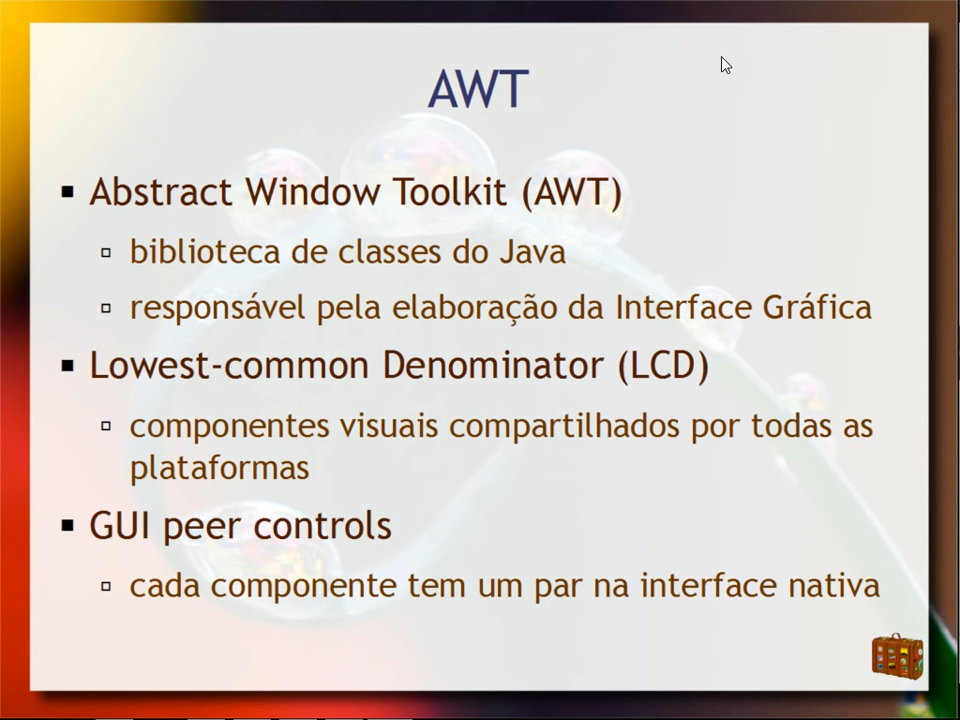 AWT
Abstract Window Toolkit (AWT)
biblioteca de classes do Java
responsável pela elaboração da Interface Gráfica
Lowest-common Denominator (LCD)
componentes visuais compartilhados por todas as
plataformas
GUI peer controls
cada componente tem um par na interface nativa